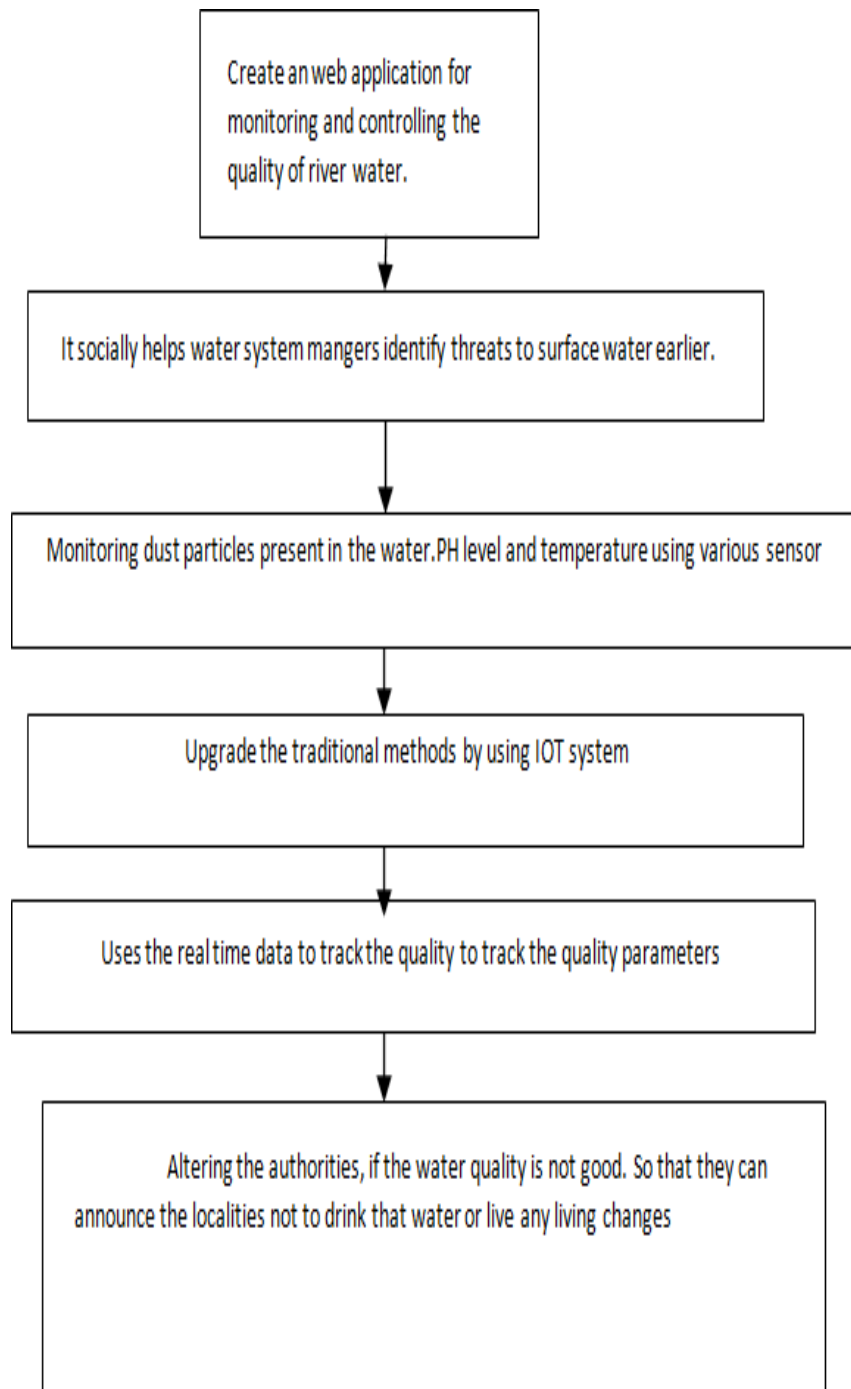 Create an web application for
monitoring and controlling the
quality of river water.
It socially helps water system mangers identify threats to surface water earlier.
Monitoring dust particles present in the water.PH level and temperature using various sensor
Upgrade the traditional methods by using IOT system
Uses the real time data to track the quality to track the quality parameters
Altering the authorities, if the water quality is not good. So that they can
announce the localities not to drink that water or live any living changes